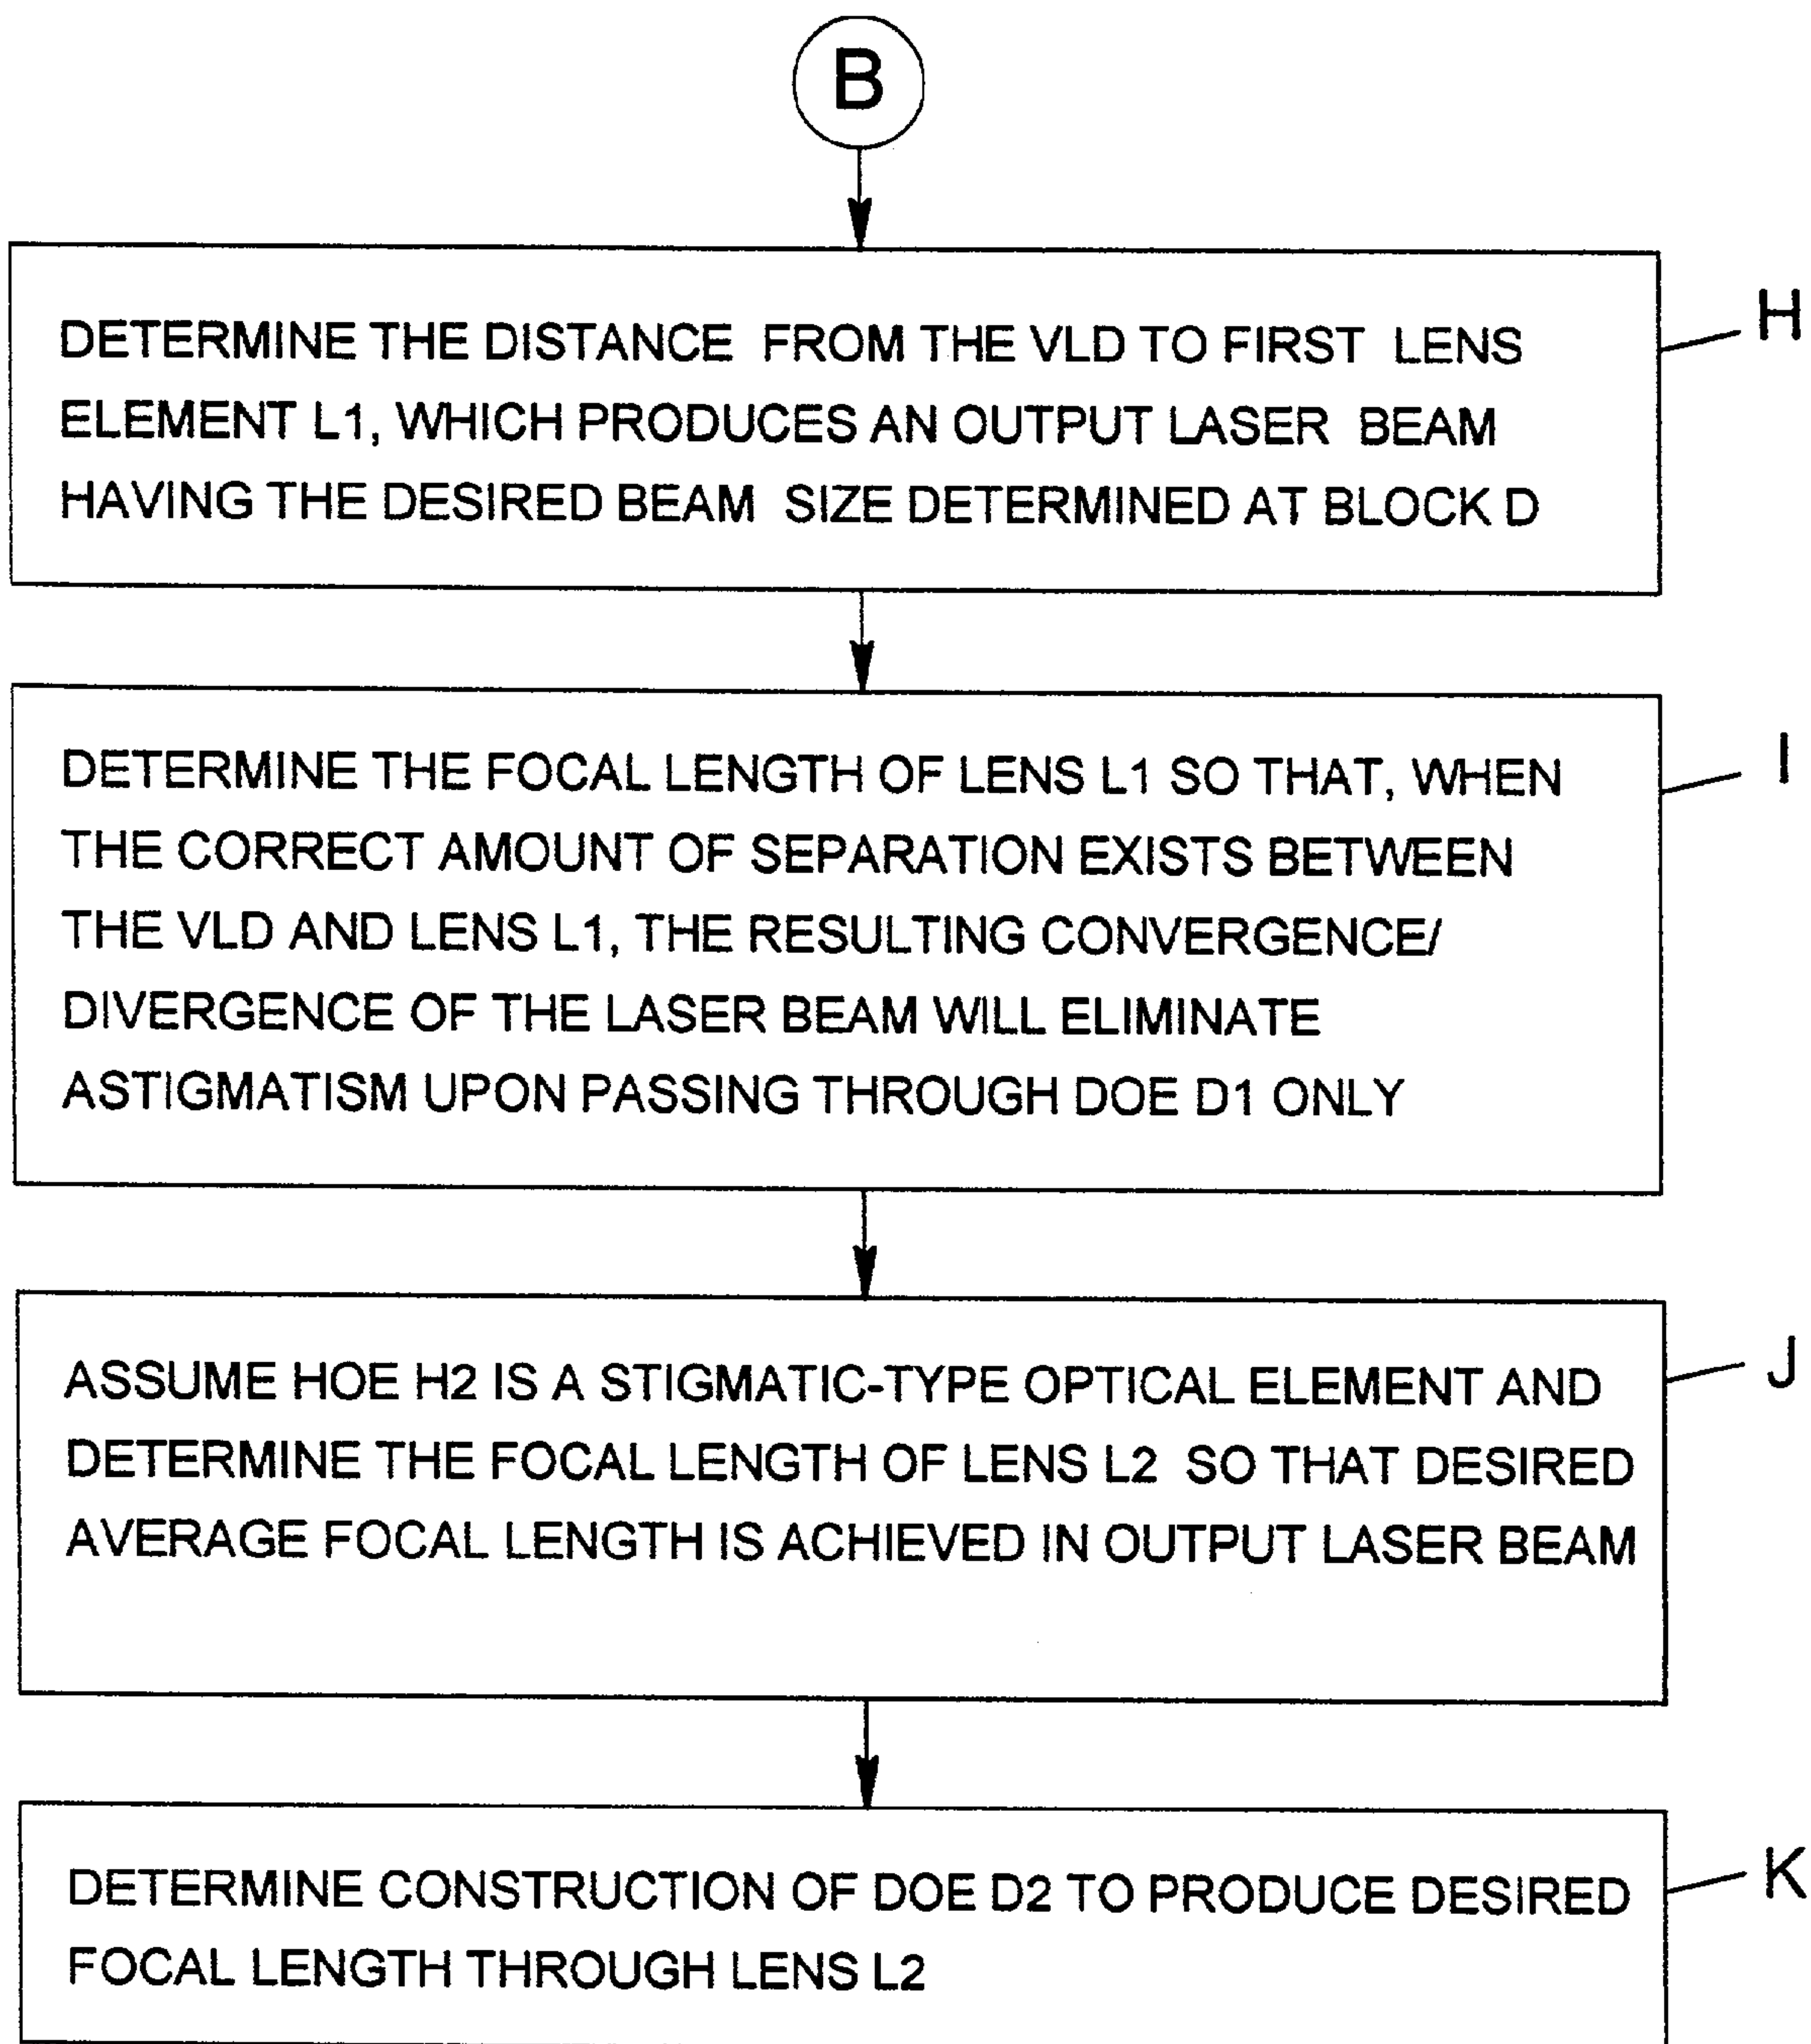 B
DETERMINE THE DISTANCE FROM THE VLD TO FIRST LENS
ELEMENT L1, WHICH PRODUCES AN OUTPUT LASER BEAM
HAVING THE DESIRED BEAM SIZE DETERMINED AT BLOCK D
H
DETERMINE THE FOCAL LENGTH OF LENS L1 SO THAT, WHEN
THE CORRECT AMOUNT OF SEPARATION EXISTS BETWEEN
THE VLD AND LENS L1, THE RESULTING CONVERGENCE/
DIVERGENCE OF THE LASER BEAM WILL ELIMINATE
ASTIGMATISM UPON PASSING THROUGH DOE D1 ONLY
I
ASSUME HOE H2 IS A STIGMATIC-TYPE OPTICAL ELEMENT AND
DETERMINE THE FOCAL LENGTH OF LENS L2 SO THAT DESIRED
AVERAGE FOCAL LENGTH IS ACHIEVED IN OUTPUT LASER BEAM
J
DETERMINE CONSTRUCTION OF DOE D2 TO PRODUCE DESIRED
FOCAL LENGTH THROUGH LENS L2
K